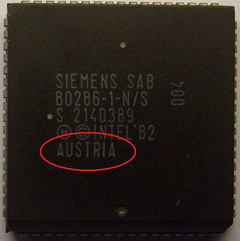 SIEMENS SAB
80286-1-N/S
S 2140389
Ⓜ © INTEL '82
AUSTRIA
004